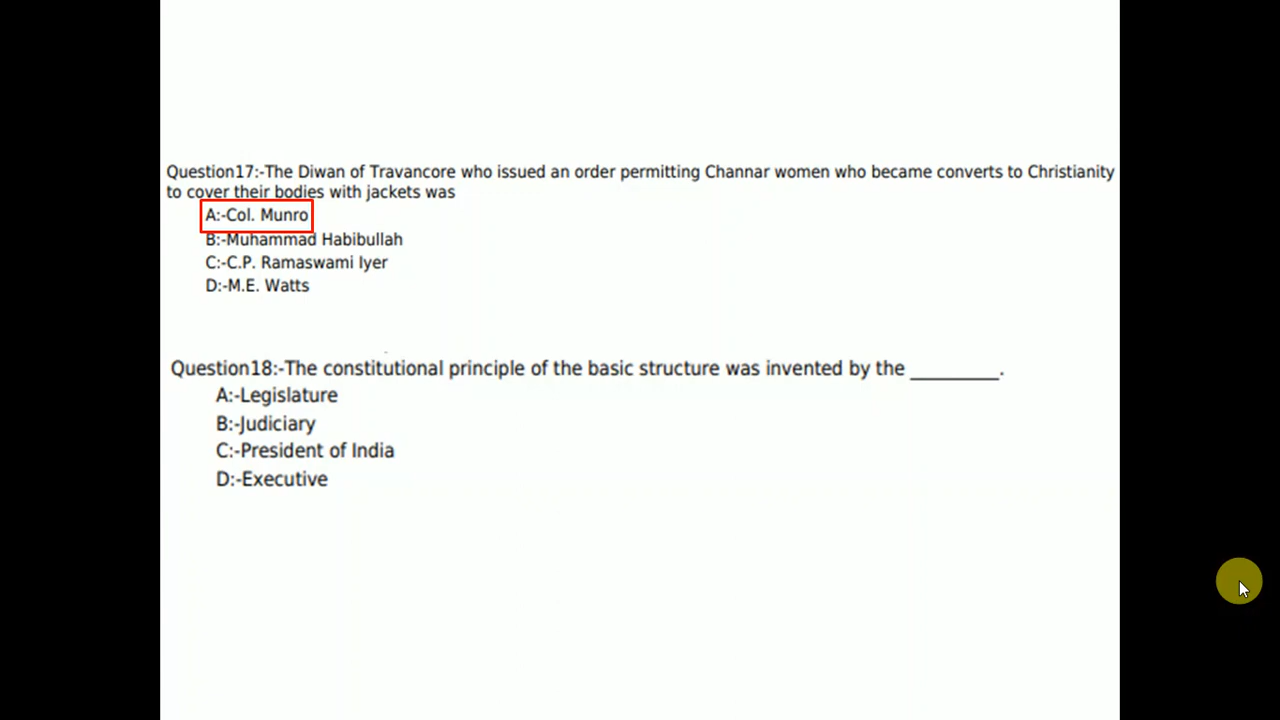 Question17:-The Diwan of Travancore who issued an order permitting Channar women who became converts to Christianity
to cover their bodies with jackets was
A:-Col. Munro
B:-Muhammad Habibullah
C:-C.P. Ramaswami Iyer
D:-M.E. Watts
Question18:-The constitutional principle of the basic structure was invented by the _________.
A:-Legislature
B:-Judiciary
C:-President of India
D:-Executive